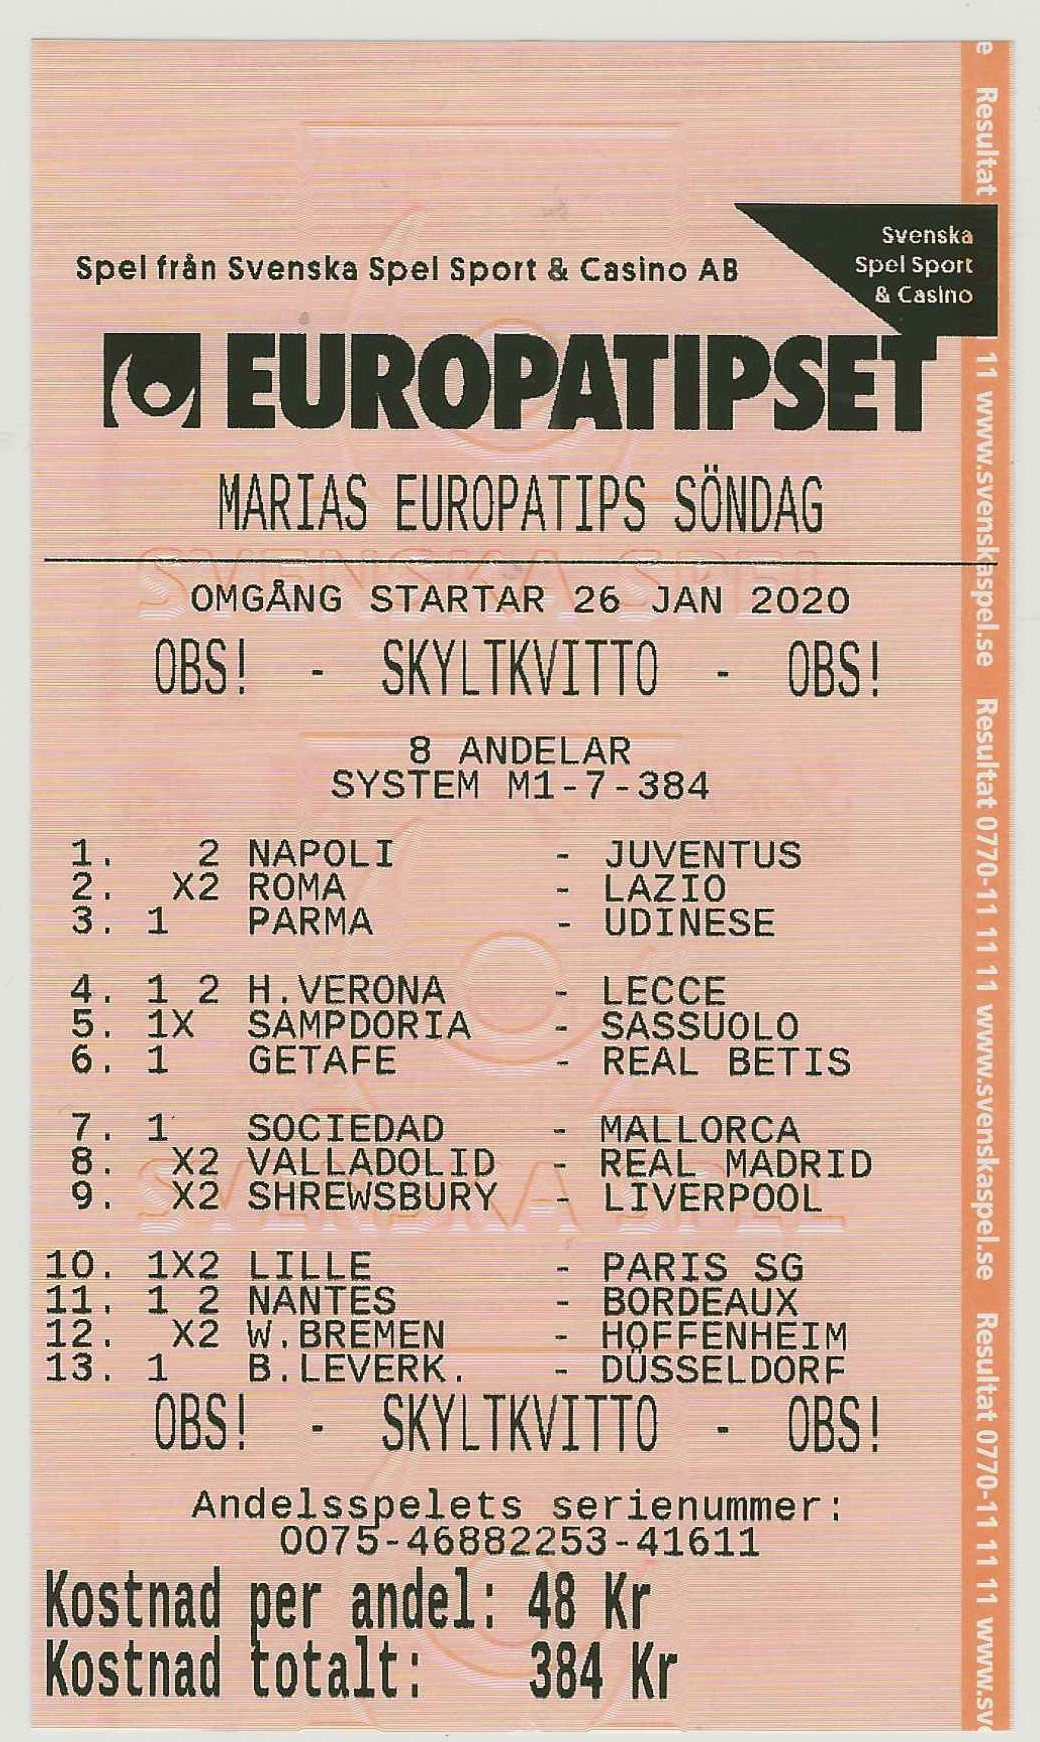 Svenska
Spel Sport
& Casino
Spel från Svenska Spel Sport & Casino AB
EUROPATIPSET
MARIAS EUROPATIPS SÖNDAG
OMGÅNG STARTAR 26 JAN 2020
OBS! - SKYLTKVITTO - OBS!
8 ANDELAR
SYSTEM M1-7-384
1. 2 NAPOLI - JUVENTUS
2. X2 ROMA - LAZIO
3. 1 PARMA - UDINESE
4. 1 2 H.VERONA - LECCE
5. 1X SAMPDORIA - SASSUOLO
6. 1 GETAFE - REAL BETIS
7. 1 SOCIEDAD - MALLORCA
8. X2 VALLADOLID - REAL MADRID
9. X2 SHREWSBURY - LIVERPOOL
10. 1X2 LILLE - PARIS SG
11. 1 2 NANTES - BORDEAUX
12. X2 W.BREMEN - HOFFENHEIM
13. 1 B.LEVERK. - DÜSSELDORF
OBS! - SKYLTKVITTO - OBS!
Andelsspelets serienummer:
0075-46882253-41611
Kostnad per andel: 48 Kr
Kostnad totalt: 384 Kr
SVENSKA SPEL
SVENSKA SPEL
e Resultat 11 www.svenskaspel.se Resultat 0770-11 11 11 www.svenskaspel.se Resultat 0770-11 11 11 www.sv